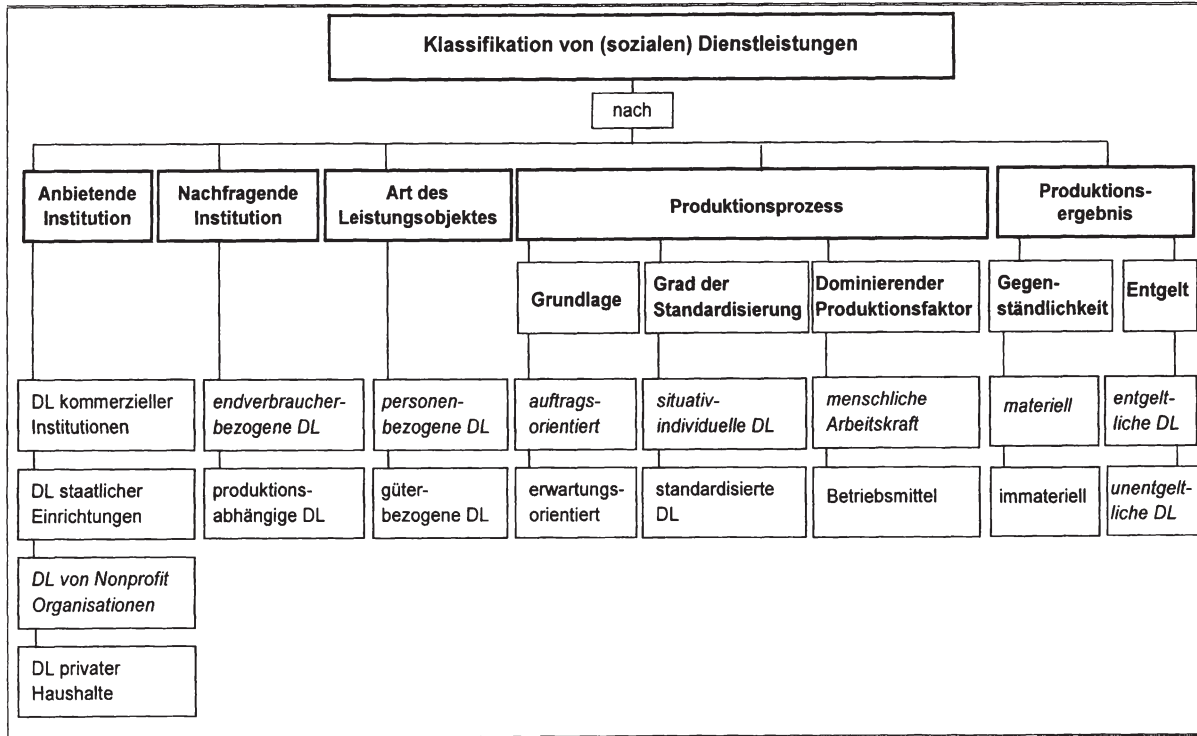 Klassifikation von (sozialen) Dienstleistungen
nach
Anbietende
Institution
Nachfragende
Institution
Art des
Leistungsobjektes
Produktionsprozess
Produktions-
ergebnis
Grundlage
Grad der
Standardisierung
Dominierender
Produktionsfaktor
Gegen-
ständlichkeit
Entgelt
DL kommerzieller
Institutionen
endverbraucher-
bezogene DL
personen-
bezogene DL
auftrags-
orientiert
situativ-
individuelle DL
menschliche
Arbeitskraft
materiell
entgelt-
liche DL
DL staatlicher
Einrichtungen
produktions-
abhängige DL
güter-
bezogene DL
erwartungs-
orientiert
standardisierte
DL
Betriebsmittel
immateriell
unentgelt-
liche DL
DL von Nonprofit
Organisationen
DL privater
Haushalte